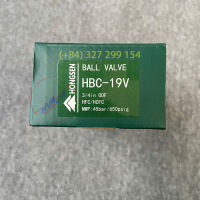 (+84) 327 299 154
HONGSEN
BALL VALVE
HBC-19V
3/4in ODF
HFC/HCFC
MWP:45bar/650psig